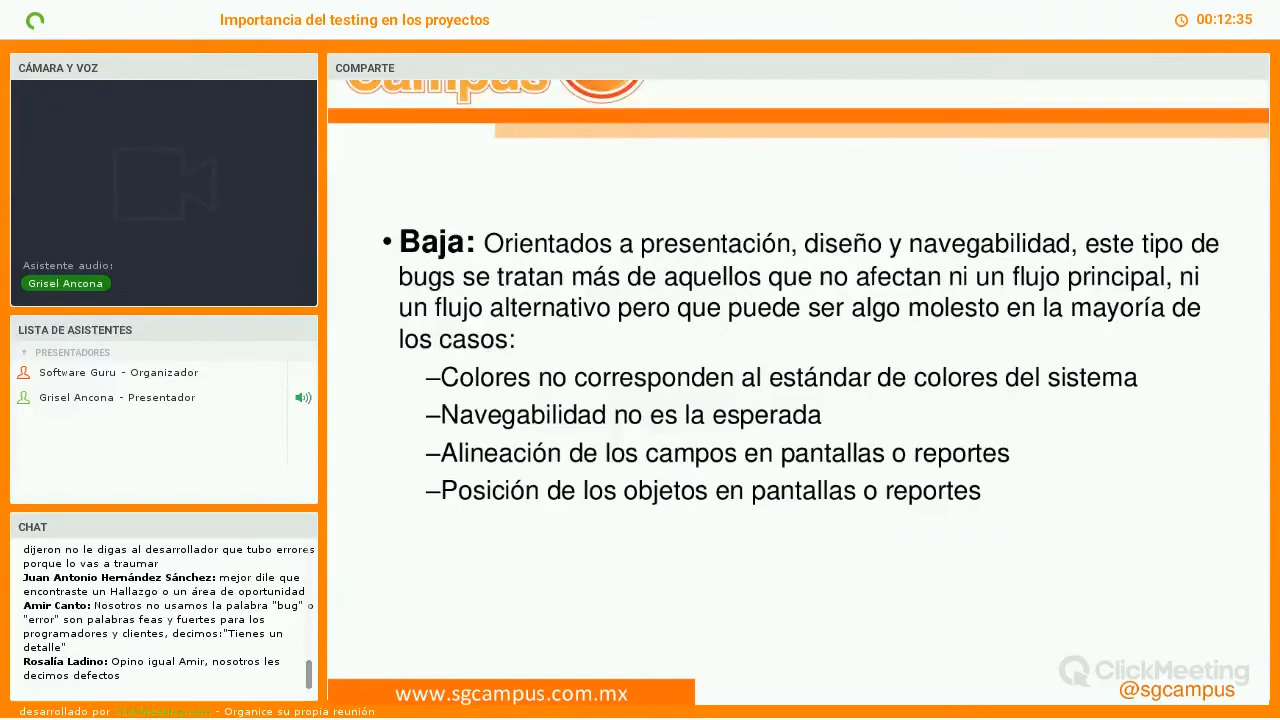 Importancia del testing en los proyectos
00:12:35
CÁMARA Y VOZ
Asistente audio:
Grisel Ancona
LISTA DE ASISTENTES
PRESENTADORES
Software Guru - Organizador
Grisel Ancona - Presentador
CHAT
dijeron no le digas al desarrollador que tubo errores
porque lo vas a traumar
Juan Antonio Hernández Sánchez: mejor dile que
encontraste un Hallazgo o un área de oportunidad
Amir Canto: Nosotros no usamos la palabra "bug" o
"error" son palabras feas y fuertes para los
programadores y clientes, decimos:"Tienes un
detalle"
Rosalía Ladino: Opino igual Amir, nosotros les
decimos defectos
COMPARTE
Campus
• Baja: Orientados a presentación, diseño y navegabilidad, este tipo de
bugs se tratan más de aquellos que no afectan ni un flujo principal, ni
un flujo alternativo pero que puede ser algo molesto en la mayoría de
los casos:
–Colores no corresponden al estándar de colores del sistema
–Navegabilidad no es la esperada
–Alineación de los campos en pantallas o reportes
–Posición de los objetos en pantallas o reportes
ClickMeeting
www.sgcampus.com.mx
@sgcampus
desarrollado por ClickMeeting.com - Organice su propia reunión